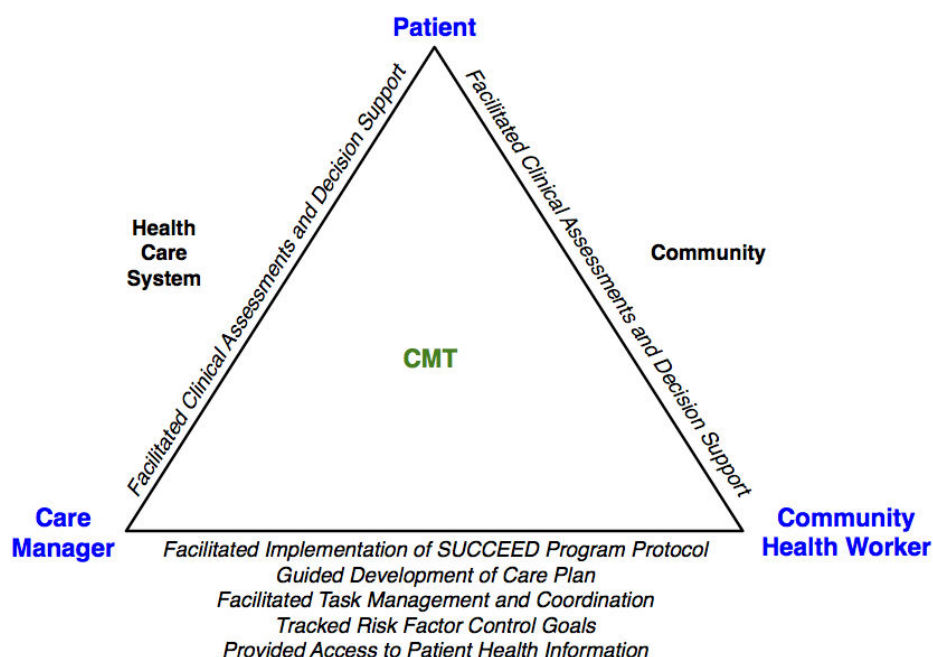 Patient
Facilitated Clinical Assessments and Decision Support
Facilitated Clinical Assessments and Decision Support
Health
Care
System
Community
CMT
Care
Manager
Community
Health Worker
Facilitated Implementation of SUCCEED Program Protocol
Guided Development of Care Plan
Facilitated Task Management and Coordination
Tracked Risk Factor Control Goals
Provided Access to Patient Health Information